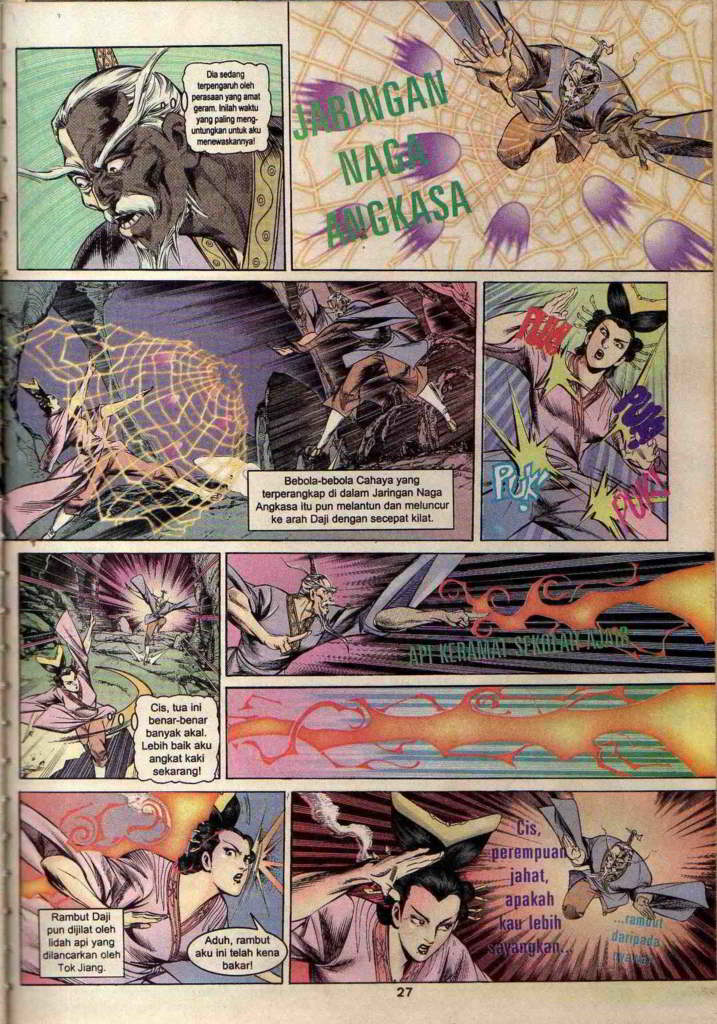 Dia sedang
terpengaruh oleh
perasaan yang amat
geram. Inilah waktu
yang paling meng-
untungkan untuk aku
menewaskannya!
JARINGAN
NAGA
ANGKASA
Bebola-bebola Cahaya yang
terperangkap di dalam Jaringan Naga
Angkasa itu pun melantun dan meluncur
ke arah Daji dengan secepat kilat.
PUK!
PUK!
PUK!
PUK!
Cis, tua ini
benar-benar
banyak akal.
Lebih baik aku
angkat kaki
sekarang!
API KERAMAT SEKOLAH
Rambut Daji
pun dijilat oleh
lidah api yang
dilancarkan oleh
Tok Jiang.
Aduh, rambut
aku ini telah kena
bakar!
Cis,
perempuan
jahat,
apakah
kau lebih
sayangkan...
...rambut
daripada
27